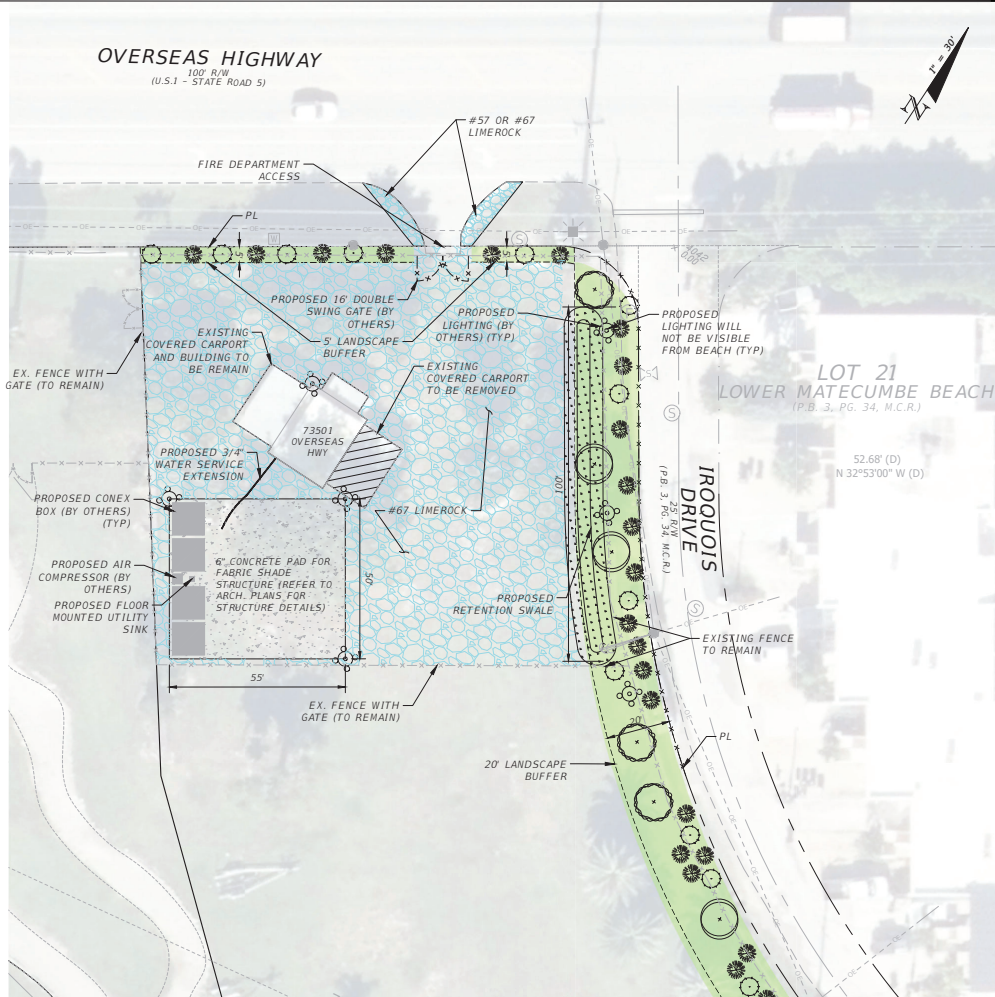 OVERSEAS HIGHWAY
100' R/W
(U.S.1 - STATE ROAD 5)
1" = 30'
N
#57 OR #67
LIMEROCK
FIRE DEPARTMENT
ACCESS
PL
W
5'
5'
S
PROPOSED 16' DOUBLE
SWING GATE (BY
OTHERS)
5' LANDSCAPE
BUFFER
PROPOSED
LIGHTING (BY
OTHERS) (TYP)
PROPOSED
LIGHTING WILL
NOT BE VISIBLE
FROM BEACH (TYP)
EXISTING
COVERED CARPORT
AND BUILDING TO
BE REMAIN
EX. FENCE WITH
GATE (TO REMAIN)
EXISTING
COVERED CARPORT
TO BE REMOVED
LOT 21
LOWER MATECUMBE BEACH
(P.B. 3, PG. 34, M.C.R.)
S
73501
OVERSEAS
HWY
PROPOSED 3/4"
WATER SERVICE
EXTENSION
52.68' (D)
N 32°53'00" W (D)
IROQUOIS
DRIVE
25' R/W
(P.B. 3, PG. 34, M.C.R.)
100'
PROPOSED CONEX
BOX (BY OTHERS)
(TYP)
#67 LIMEROCK
6" CONCRETE PAD FOR
FABRIC SHADE
STRUCTURE (REFER TO
ARCH. PLANS FOR
STRUCTURE DETAILS)
50'
PROPOSED AIR
COMPRESSOR (BY
OTHERS)
PROPOSED FLOOR
MOUNTED UTILITY
SINK
PROPOSED
RETENTION SWALE
S
EXISTING FENCE
TO REMAIN
55'
EX. FENCE WITH
GATE (TO REMAIN)
20'
PL
20' LANDSCAPE
BUFFER